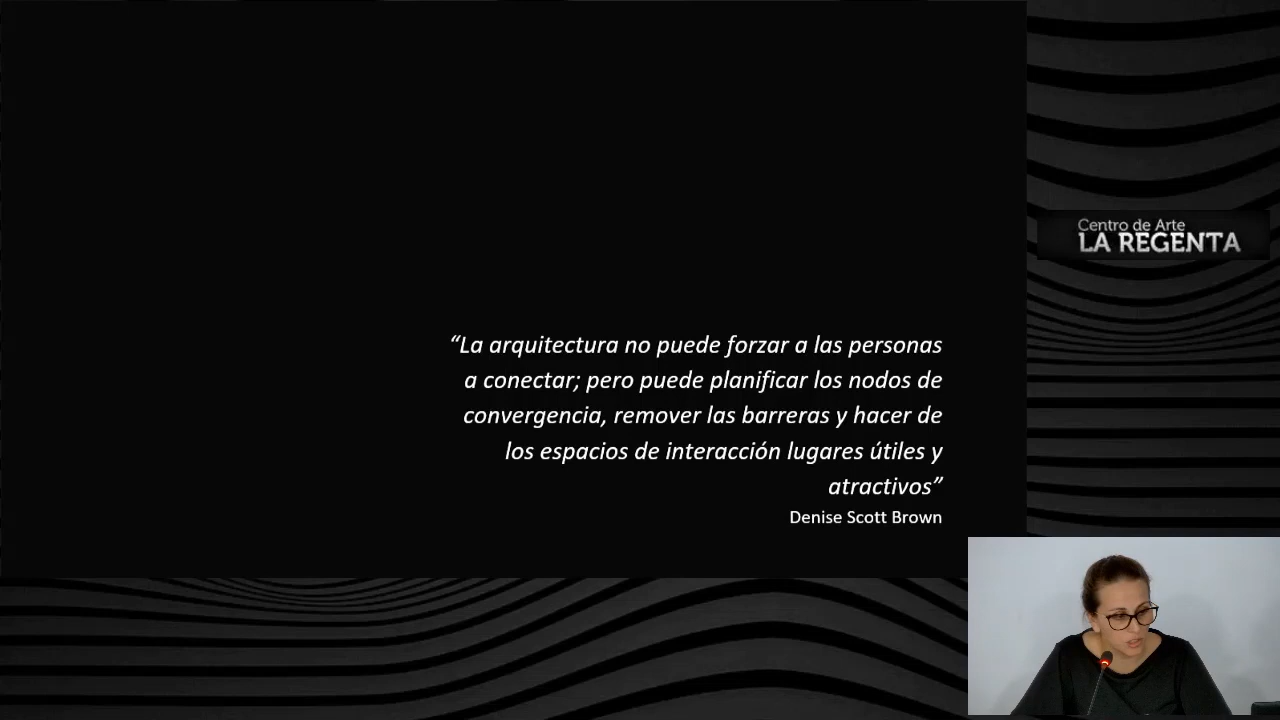 Centro de Arte
LA REGENTA
“La arquitectura no puede forzar a las personas
a conectar; pero puede planificar los nodos de
convergencia, remover las barreras y hacer de
los espacios de interacción lugares útiles y
atractivos”
Denise Scott Brown